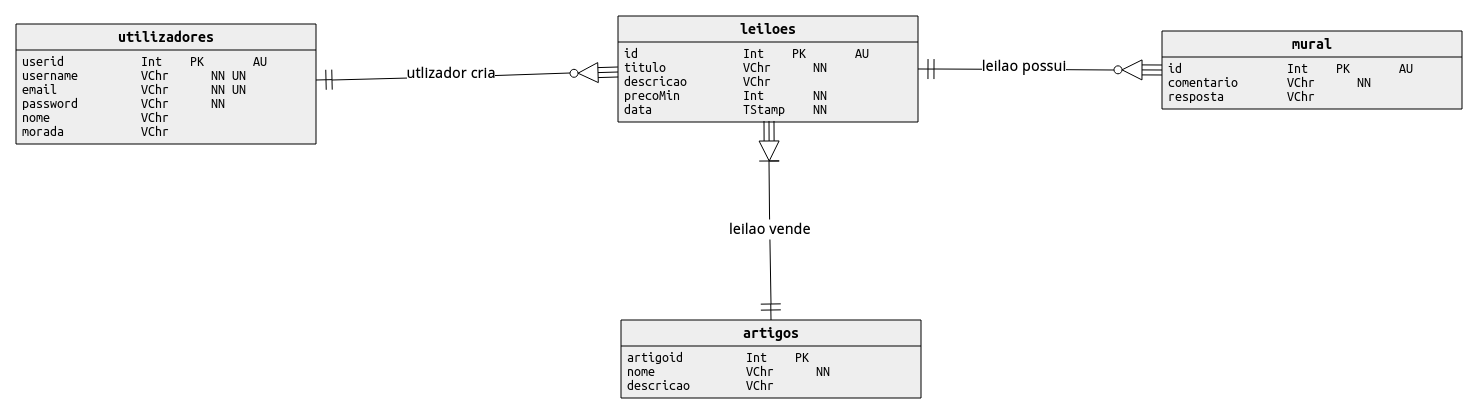 utilizadores
userid Int PK AU
username VChr NN UN
email VChr NN UN
password VChr NN
nome VChr
morada VChr
utlizador cria
leiloes
id Int PK AU
titulo VChr NN
descricao VChr
precoMin Int NN
data TStamp NN
leilao possui
mural
id Int PK AU
comentario VChr NN
resposta VChr
leilao vende
artigos
artigoid Int PK
nome VChr NN
descricao VChr